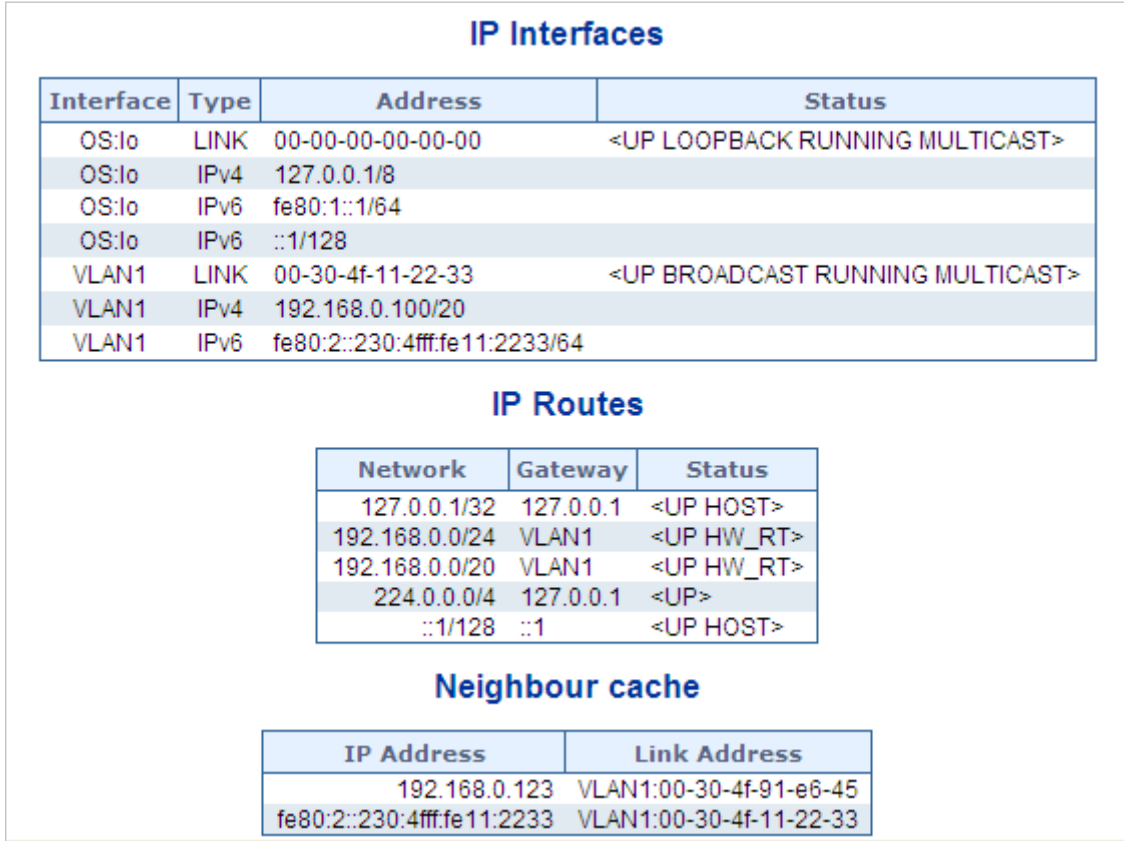 IP Interfaces
Interface Type Address Status
OS:lo LINK 00-00-00-00-00-00 <UP LOOPBACK RUNNING MULTICAST>
OS:lo IPv4 127.0.0.1/8
OS:lo IPv6 fe80:1::1/64
OS:lo IPv6 ::1/128
VLAN1 LINK 00-30-4f-11-22-33 <UP BROADCAST RUNNING MULTICAST>
VLAN1 IPv4 192.168.0.100/20
VLAN1 IPv6 fe80:2::230:4fff:fe11:2233/64
IP Routes
Network Gateway Status
127.0.0.1/32 127.0.0.1 <UP HOST>
192.168.0.0/24 VLAN1 <UP HW_RT>
192.168.0.0/20 VLAN1 <UP HW_RT>
224.0.0.0/4 127.0.0.1 <UP>
::1/128 ::1 <UP HOST>
Neighbour cache
IP Address Link Address
192.168.0.123 VLAN1:00-30-4f-91-e6-45
fe80:2::230:4fff:fe11:2233 VLAN1:00-30-4f-11-22-33